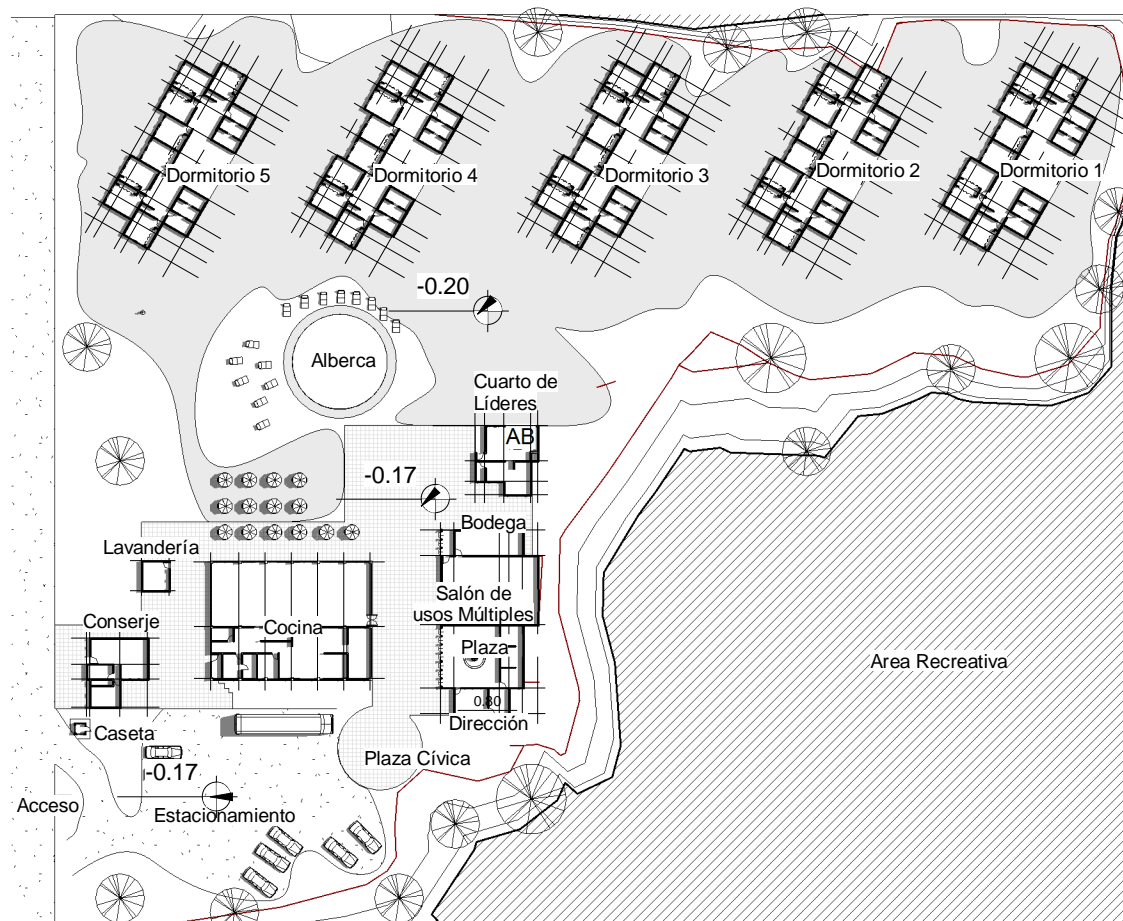 Dormitorio 5
Dormitorio 4
Dormitorio 3
Dormitorio 2
Dormitorio 1
-0.20
Alberca
Cuarto de
Líderes
AB
-0.17
Bodega
Lavandería
Salón de
usos Múltiples
Conserje
Cocina
Plaza
Area Recreativa
0.80
Dirección
Caseta
Plaza Cívica
-0.17
Acceso
Estacionamiento